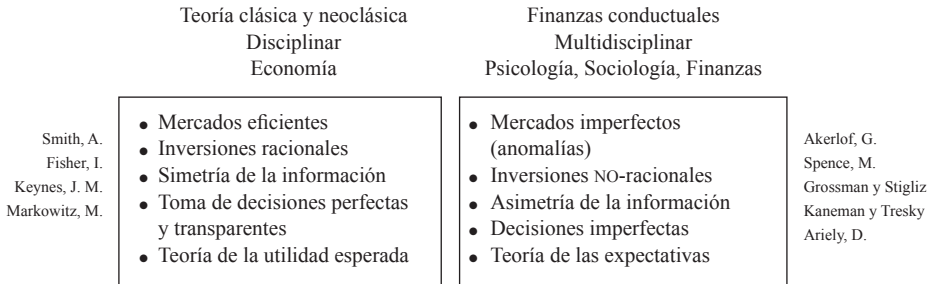 Teoría clásica y neoclásica
Disciplinar
Economía
Finanzas conductuales
Multidisciplinar
Psicología, Sociología, Finanzas
Smith, A.
Fisher, I.
Keynes, J. M.
Markowitz, M.
• Mercados eficientes
• Inversiones racionales
• Simetría de la información
• Toma de decisiones perfectas
y transparentes
• Teoría de la utilidad esperada
• Mercados imperfectos
(anomalías)
• Inversiones NO-racionales
• Asimetría de la información
• Decisiones imperfectas
• Teoría de las expectativas
Akerlof, G.
Spence, M.
Grossman y Stigliz
Kaneman y Tresky
Ariely, D.